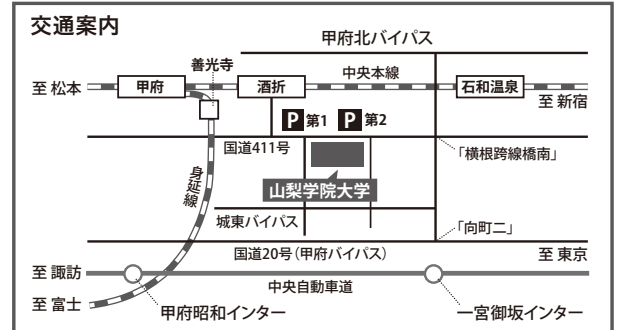 交通案内
甲府北バイパス
善光寺
中央本線
至 松本
甲府
酒折
石和温泉
至 新宿
P 第1 P 第2
国道411号
「横根跨線橋南」
身延線
山梨学院大学
城東バイパス
「向町二」
国道20号(甲府バイパス)
至 東京
至 諏訪
中央自動車道
至 富士
甲府昭和インター
一宮御坂インター